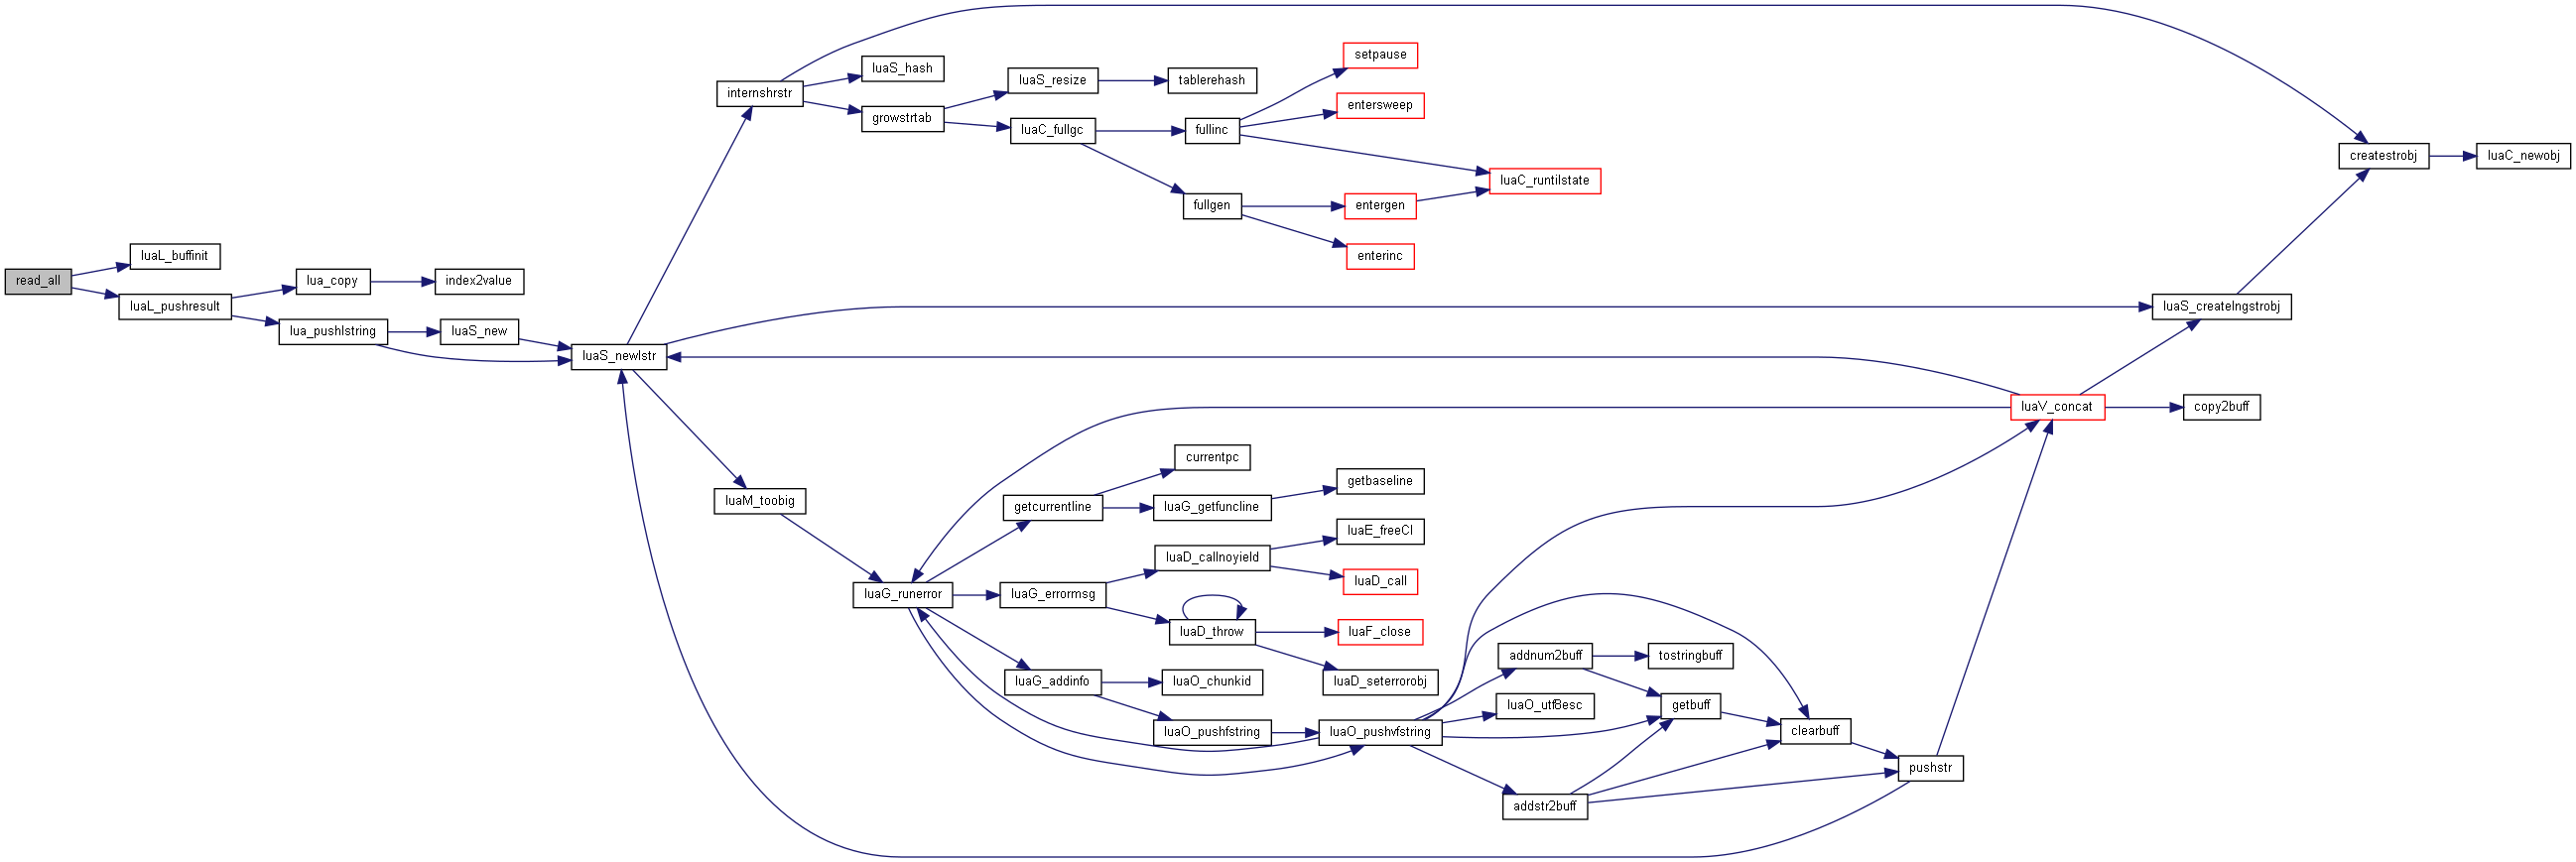 read_all
luaL_buffinit
luaL_pushresult
lua_copy
index2value
lua_pushlstring
luaS_new
luaS_newlstr
internshrstr
luaS_hash
growstrtab
luaS_resize
tablerehash
luaC_fullgc
fullinc
setpause
entersweep
luaC_runtilstate
fullgen
entergen
enterinc
createstrobj
luaC_newobj
luaS_createlngstrobj
luaV_concat
copy2buff
luaM_toobig
luaG_runerror
getcurrentline
currentpc
luaG_getfuncline
getbaseline
luaG_errormsg
luaD_callnoyield
luaE_freeCI
luaD_call
luaD_throw
luaF_close
luaD_seterrorobj
luaG_addinfo
luaO_chunkid
luaO_pushfstring
luaO_pushvfstring
addnum2buff
tostringbuff
luaO_utf8esc
getbuff
clearbuff
addstr2buff
pushstr